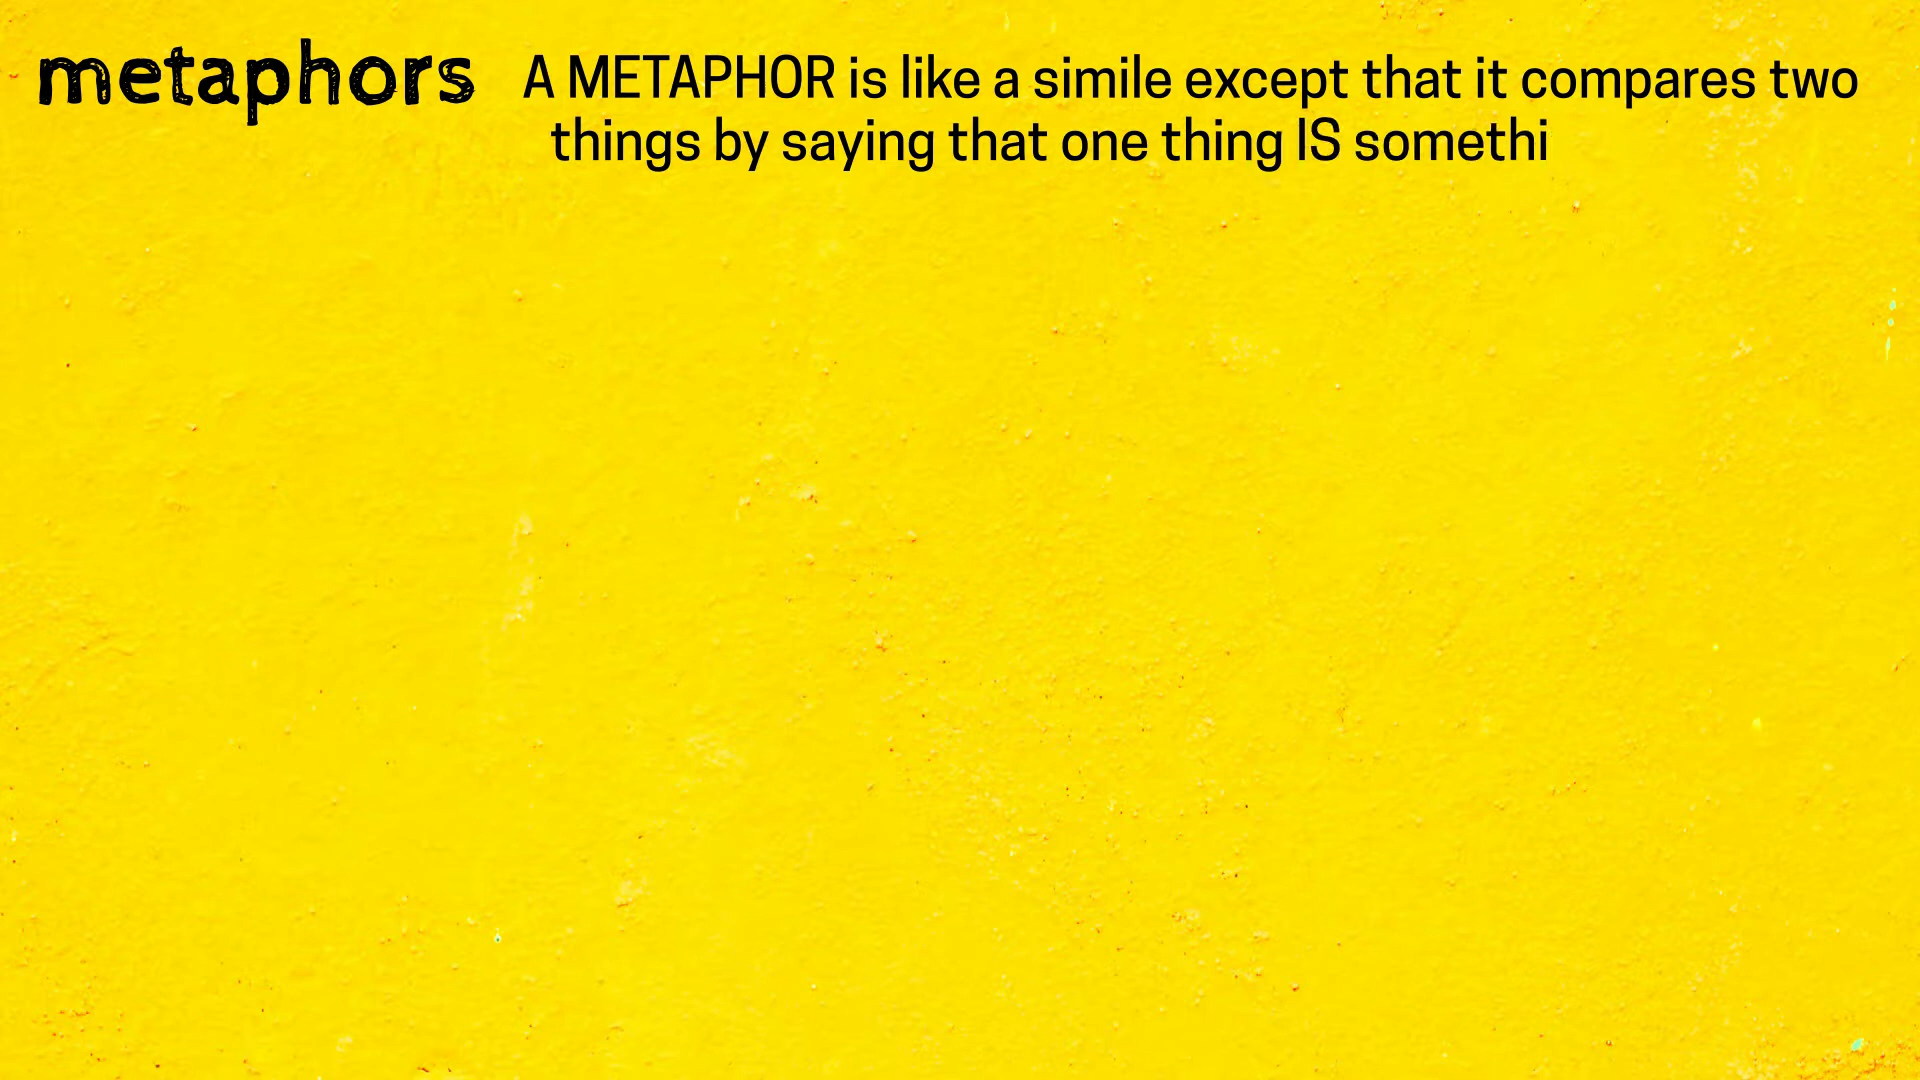 metaphors
A METAPHOR is like a simile except that it compares two
things by saying that one thing IS somethi